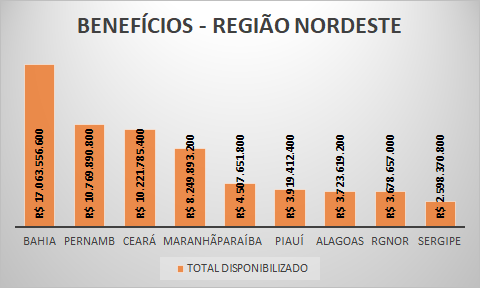 BENEFÍCIOS - REGIÃO NORDESTE
R$ 17.063.556.600
R$ 10.769.890.800
R$ 10.221.785.400
R$ 8.249.893.200
R$ 4.507.651.800
R$ 3.919.412.400
R$ 3.723.619.200
R$ 3.678.657.000
R$ 2.598.370.800
BAHIA PERNAMB CEARÁ MARANHÃ PARAÍBA PIAUÍ ALAGOAS RGNOR SERGIPE
TOTAL DISPONIBILIZADO